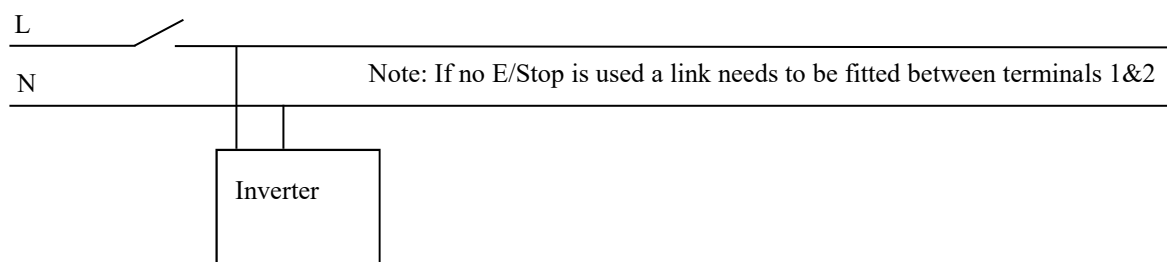 L
N
Note: If no E/Stop is used a link needs to be fitted between terminals 1&2
Inverter